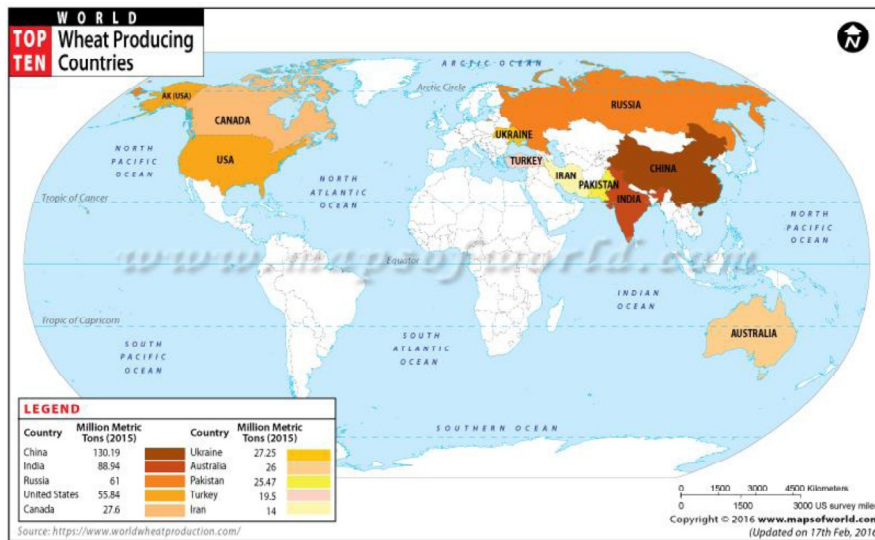 WORLD
TOP TEN
Wheat Producing
Countries
N
ARCTIC OCEAN
Arctic Circle
AK (USA)
CANADA
RUSSIA
USA
UKRAINE
TURKEY
IRAN
PAKISTAN
CHINA
INDIA
NORTH
PACIFIC
OCEAN
NORTH
ATLANTIC
OCEAN
Tropic of Cancer
NORTH
PACIFIC
OCEAN
www.mapsofworld.com
Equator
INDIAN
OCEAN
Tropic of Capricorn
SOUTH
PACIFIC
OCEAN
SOUTH
ATLANTIC
OCEAN
AUSTRALIA
SOUTHERN OCEAN
LEGEND
Country Million Metric Tons (2015) Country Million Metric Tons (2015)
China 130.19 Ukraine 27.25
India 88.94 Australia 26
Russia 61 Pakistan 25.47
United States 55.84 Turkey 19.5
Canada 27.6 Iran 14
Source: https://www.worldwheatproduction.com/
0 1500 3000 4500 Kilometers
0 1500 3000 US survey miles
Copyright © 2016 www.mapsofworld.com
(Updated on 17th Feb, 2016